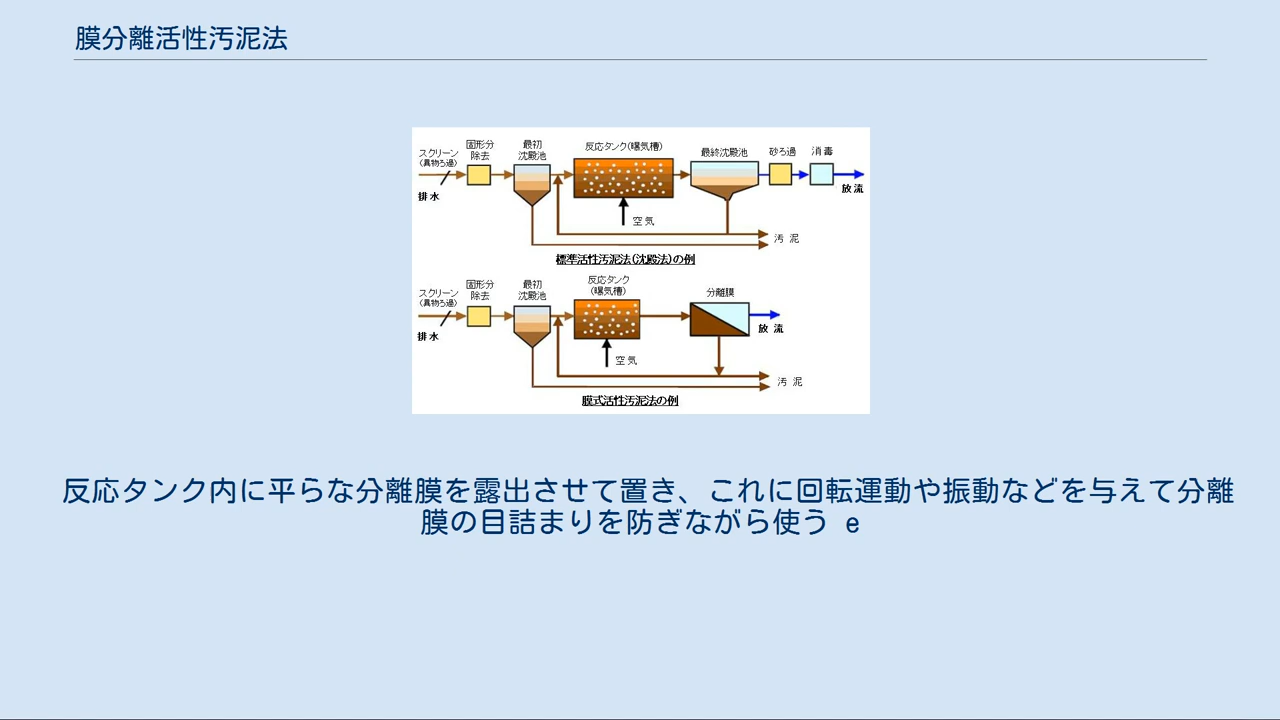 膜分離活性汚泥法
スクリーン
(異物ろ過)
固形分
除去
最初
沈殿池
反応タンク(曝気槽)
最終沈殿池
砂ろ過
消毒
排水
放流
空気
汚泥
標準活性汚泥法(沈殿法)の例
スクリーン
(異物ろ過)
固形分
除去
最初
沈殿池
反応タンク
(曝気槽)
分離膜
排水
放流
空気
汚泥
膜式活性汚泥法の例
反応タンク内に平らな分離膜を露出させて置き、これに回転運動や振動などを与えて分離
膜の目詰まりを防ぎながら使う e